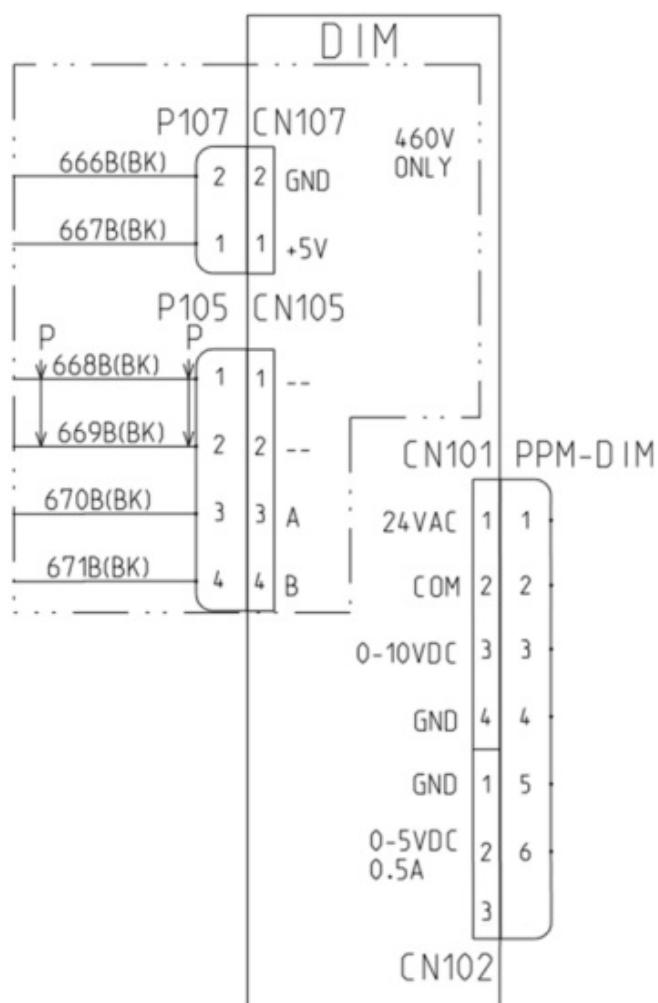 DIM
P107 CN107
460V
ONLY
666B(BK) 2 2 GND
667B(BK) 1 1 +5V
P105 CN105
P P
668B(BK) 1 1 --
669B(BK) 2 2 --
670B(BK) 3 3 A
671B(BK) 4 4 B
CN101 PPM-DIM
24VAC 1 1
COM 2 2
0-10VDC 3 3
GND 4 4
GND 1 5
0-5VDC 2 6
0.5A
3
CN102